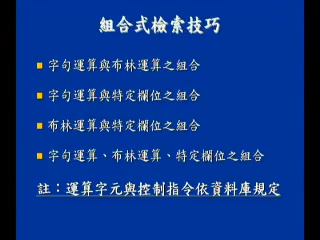 組合式檢索技巧
字句運算與布林運算之組合
字句運算與特定欄位之組合
布林運算與特定欄位之組合
字句運算、布林運算、特定欄位之組合
註：運算字元與控制指令依資料庫規定